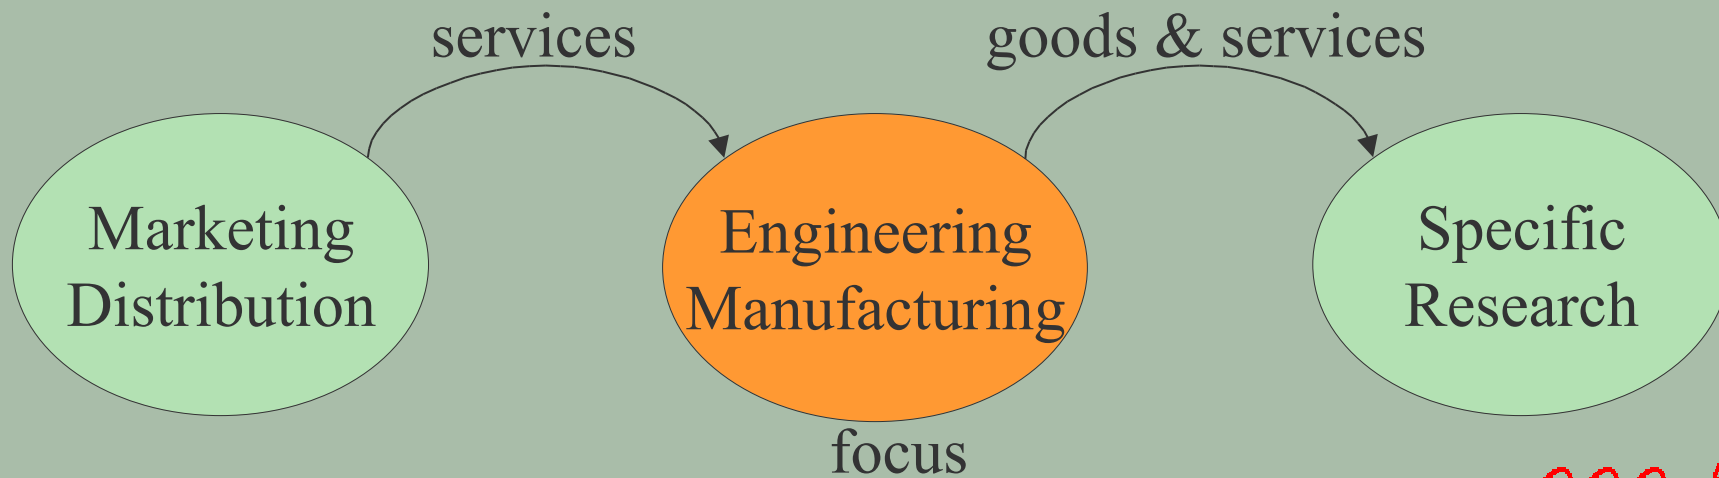 services
goods & services
Marketing
Distribution
Engineering
Manufacturing
Specific
Research
focus